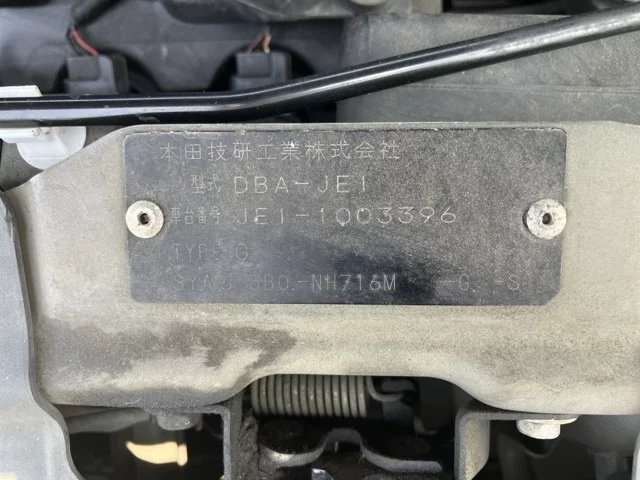 本田技研工業株式会社
型式 DBA-JE1
車台番号 JE1-1003396
TYPE G
NH716M -G -S